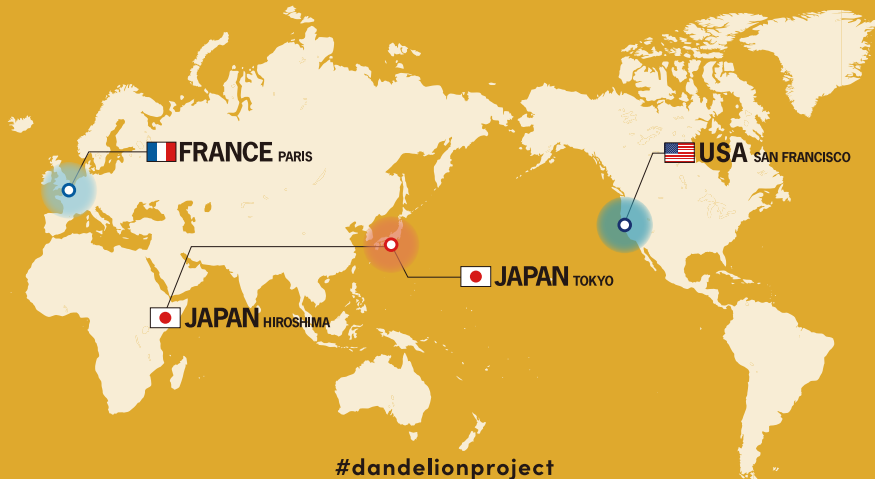 FRANCE PARIS
USA SAN FRANCISCO
JAPAN TOKYO
JAPAN HIROSHIMA
#dandelionproject